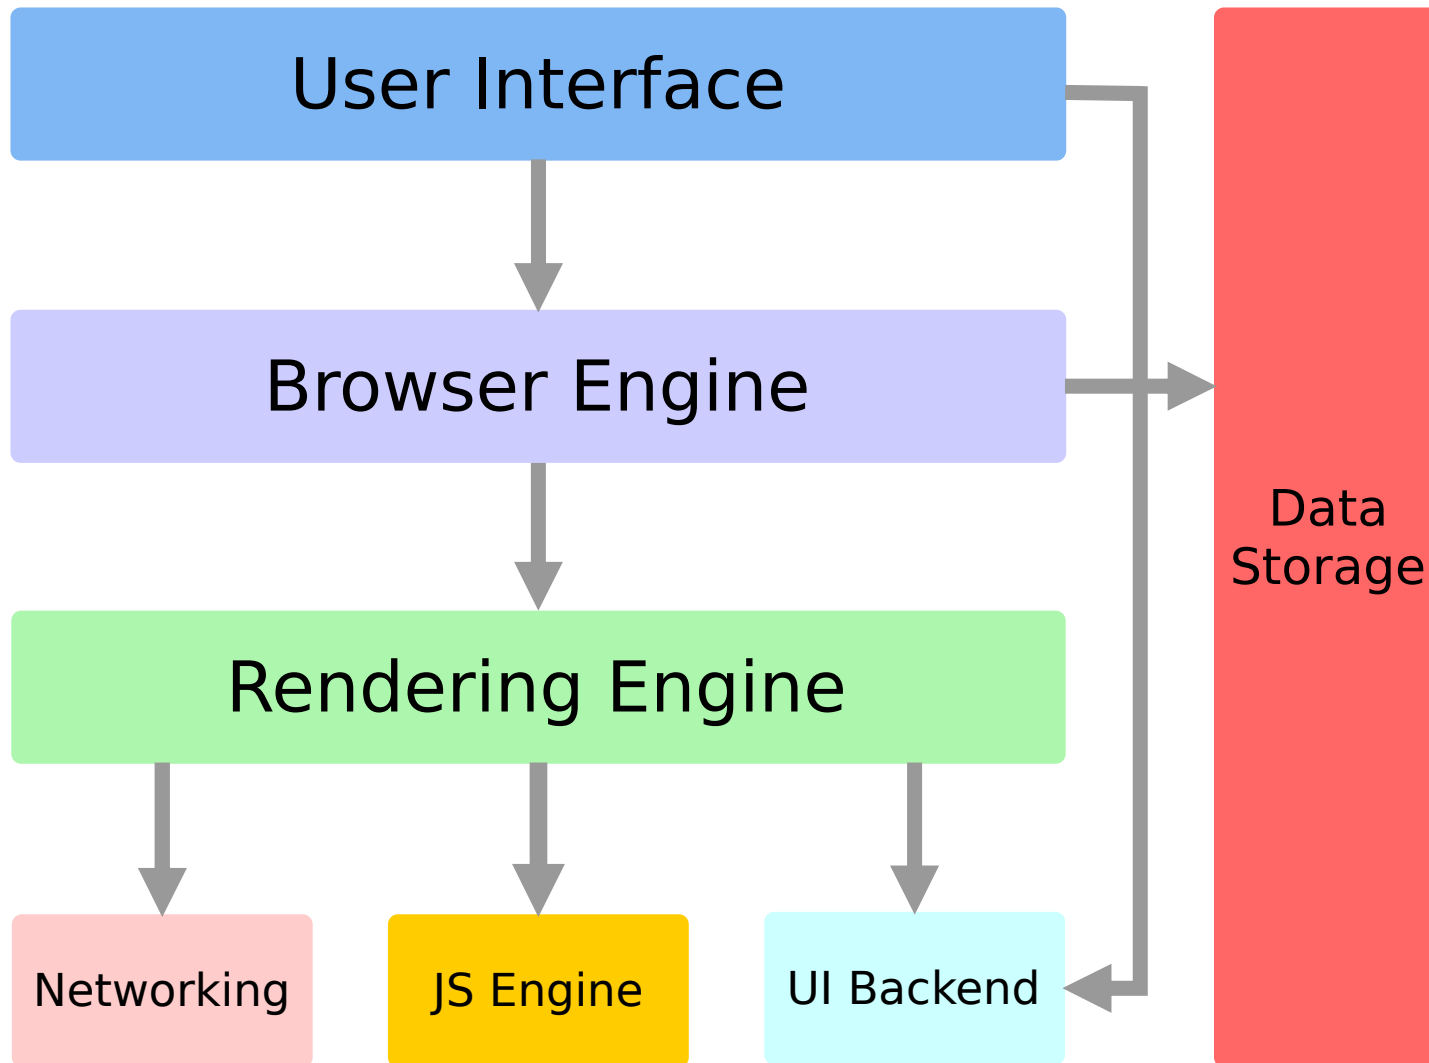 User Interface
Browser Engine
Data
Storage
Rendering Engine
Networking
JS Engine
UI Backend